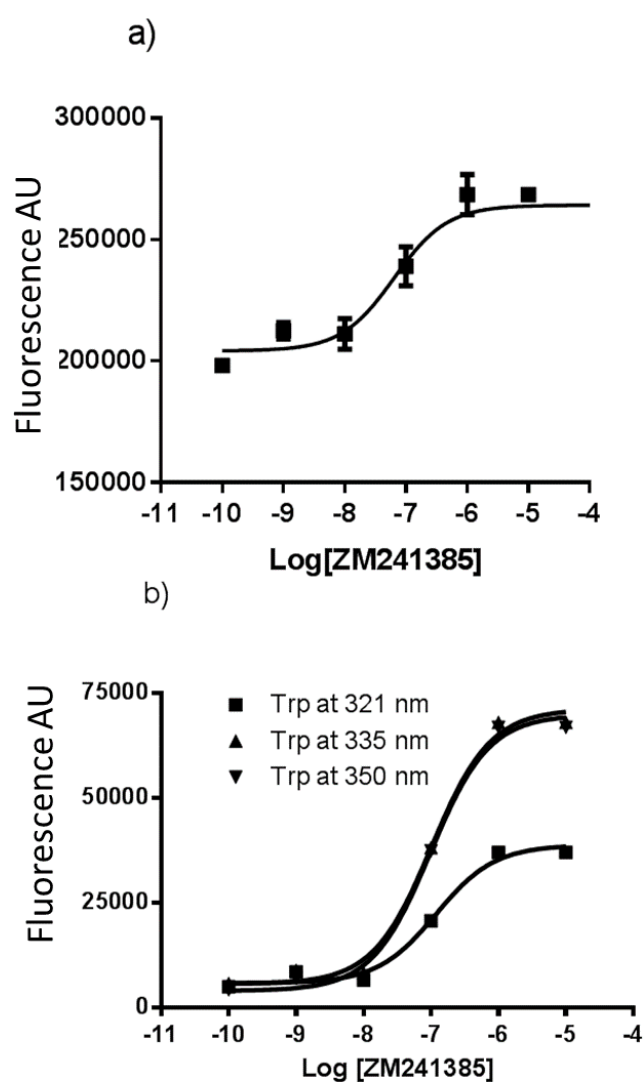 a)
Fluorescence AU
300000
250000
200000
150000
-11 -10 -9 -8 -7 -6 -5 -4
Log[ZM241385]
b)
Fluorescence AU
75000
50000
25000
0
Trp at 321 nm
Trp at 335 nm
Trp at 350 nm
-11 -10 -9 -8 -7 -6 -5 -4
Log [ZM241385]